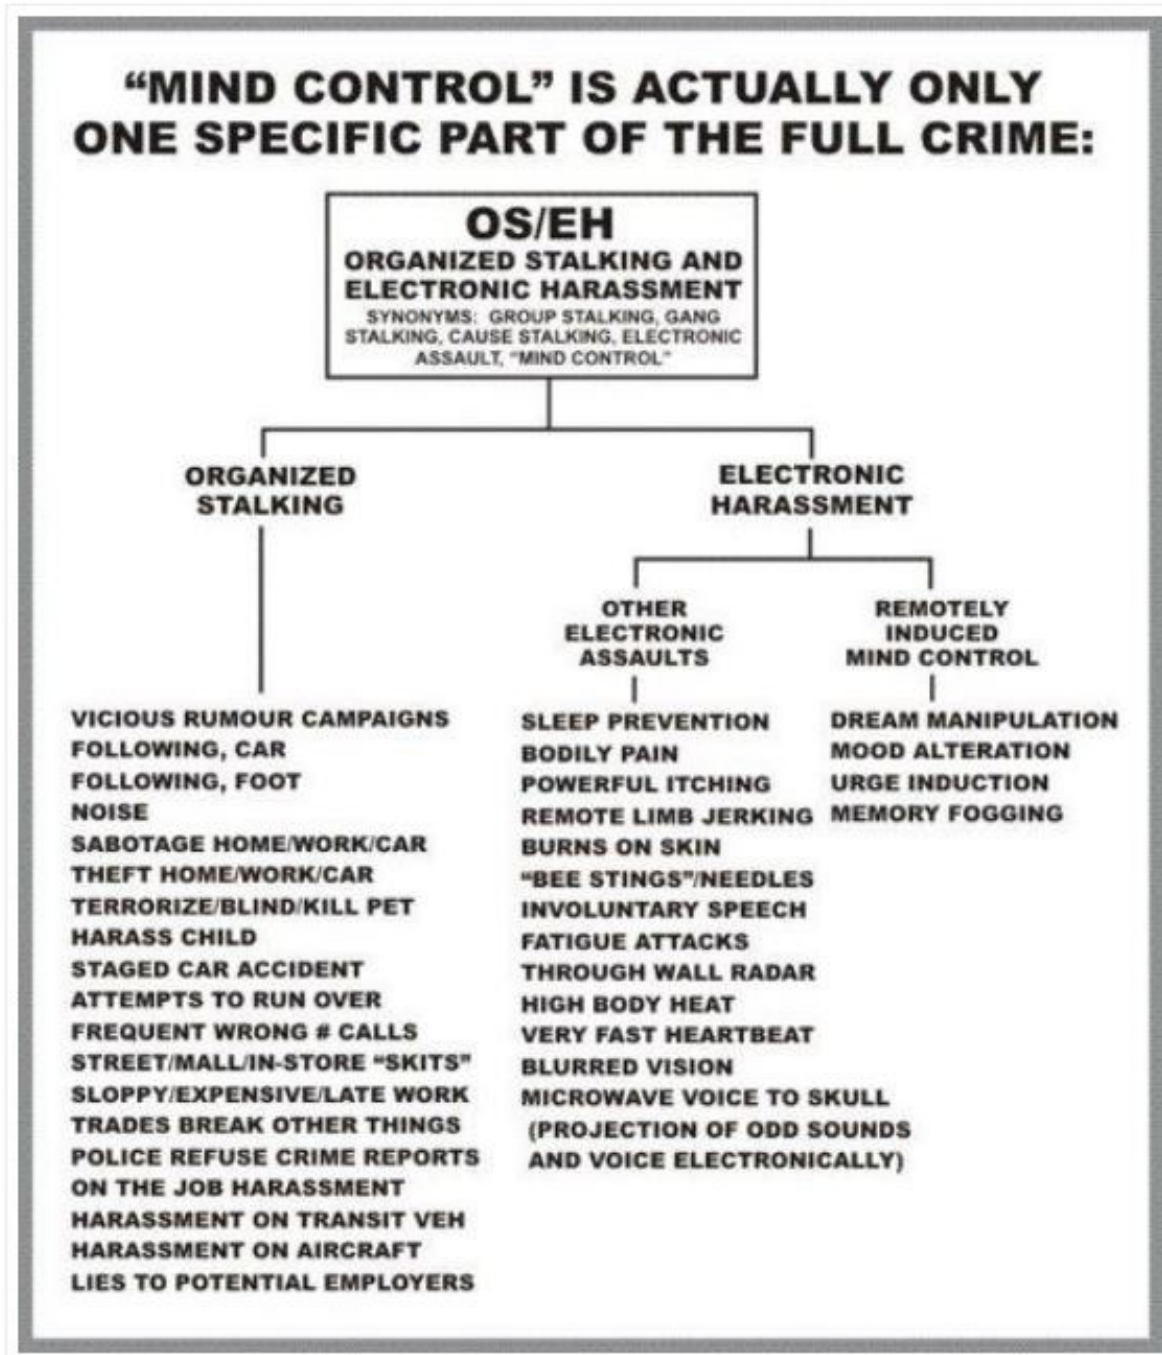 “MIND CONTROL” IS ACTUALLY ONLY
ONE SPECIFIC PART OF THE FULL CRIME:
OS/EH
ORGANIZED STALKING AND
ELECTRONIC HARASSMENT
SYNONYMS: GROUP STALKING, GANG
STALKING, CAUSE STALKING, ELECTRONIC
ASSAULT, “MIND CONTROL”
ORGANIZED
STALKING
VICIOUS RUMOUR CAMPAIGNS
FOLLOWING, CAR
FOLLOWING, FOOT
NOISE
SABOTAGE HOME/WORK/CAR
THEFT HOME/WORK/CAR
TERRORIZE/BLIND/KILL PET
HARASS CHILD
STAGED CAR ACCIDENT
ATTEMPTS TO RUN OVER
FREQUENT WRONG # CALLS
STREET/MALL/IN-STORE “SKITS”
SLOPPY/EXPENSIVE/LATE WORK
TRADES BREAK OTHER THINGS
POLICE REFUSE CRIME REPORTS
ON THE JOB HARASSMENT
HARASSMENT ON TRANSIT VEH
HARASSMENT ON AIRCRAFT
LIES TO POTENTIAL EMPLOYERS
ELECTRONIC
HARASSMENT
OTHER
ELECTRONIC
ASSAULTS
SLEEP PREVENTION
BODILY PAIN
POWERFUL ITCHING
REMOTE LIMB JERKING
BURNS ON SKIN
“BEE STINGS”/NEEDLES
INVOLUNTARY SPEECH
FATIGUE ATTACKS
THROUGH WALL RADAR
HIGH BODY HEAT
VERY FAST HEARTBEAT
BLURRED VISION
MICROWAVE VOICE TO SKULL
(PROJECTION OF ODD SOUNDS
AND VOICE ELECTRONICALLY)
REMOTELY
INDUCED
MIND CONTROL
DREAM MANIPULATION
MOOD ALTERATION
URGE INDUCTION
MEMORY FOGGING